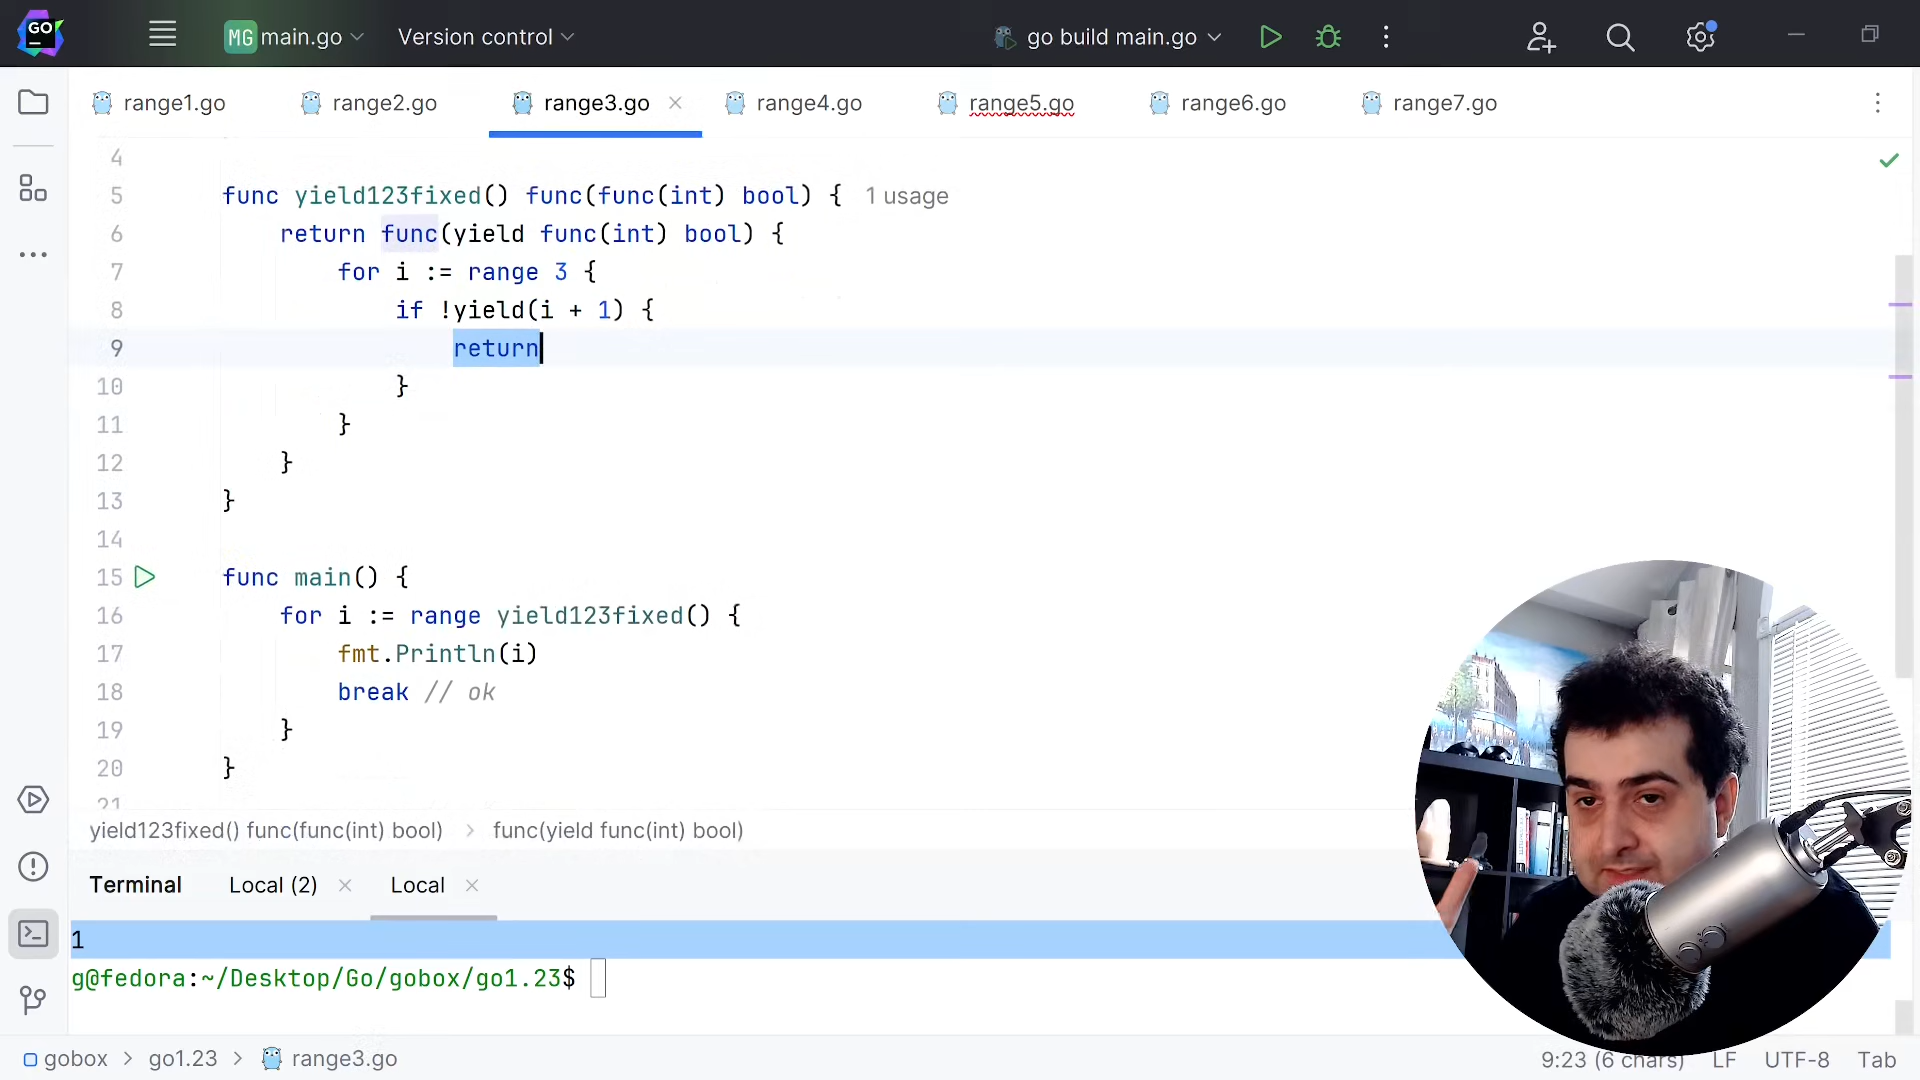 GO
MG main.go
Version control
go build main.go
range1.go
range2.go
range3.go
range4.go
range5.go
range6.go
range7.go
4
5 func yield123fixed() func(func(int) bool) { 1 usage
6 return func(yield func(int) bool) {
7 for i := range 3 {
8 if !yield(i + 1) {
9 return
10 }
11 }
12 }
13 }
14
15 func main() {
16 for i := range yield123fixed() {
17 fmt.Println(i)
18 break // ok
19 }
20 }
21
yield123fixed() func(func(int) bool) > func(yield func(int) bool)
Terminal
Local (2)
Local
1
g@fedora:~/Desktop/Go/gobox/go1.23$
gobox > go1.23 > range3.go
9:23 (6 chars)
LF
UTF-8
Tab